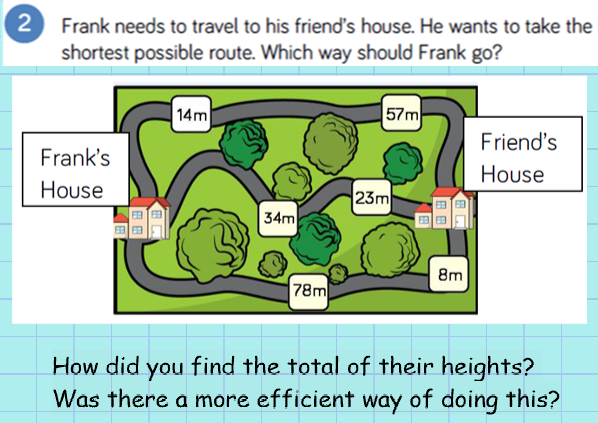 2
Frank needs to travel to his friend's house. He wants to take the
shortest possible route. Which way should Frank go?
14m
57m
Frank's
House
Friend's
House
23m
34m
8m
78m
How did you find the total of their heights?
Was there a more efficient way of doing this?